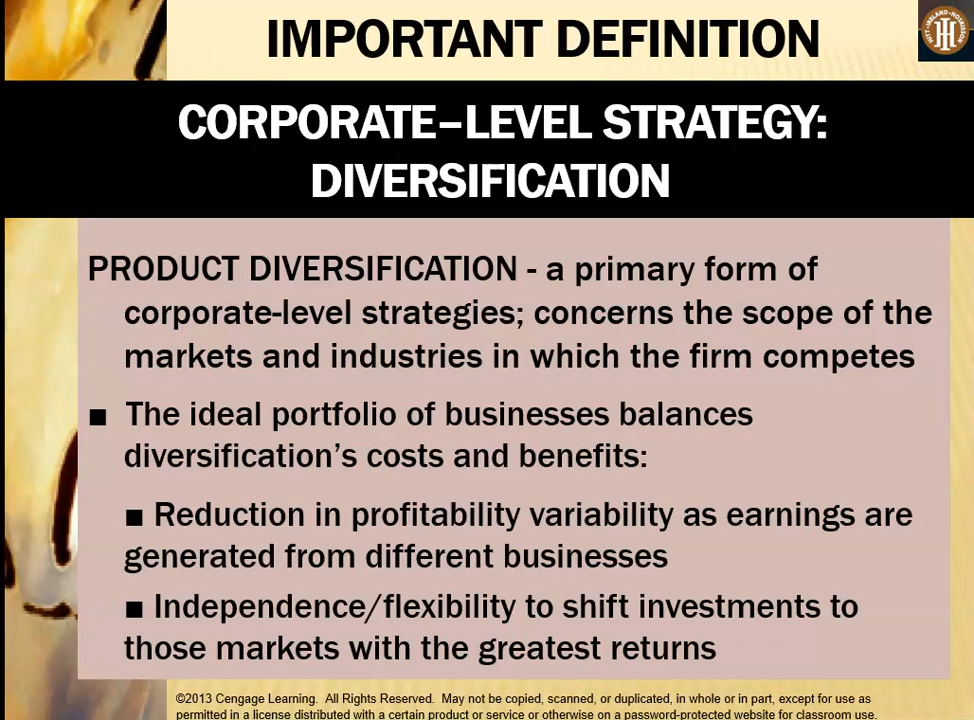 IMPORTANT DEFINITION
HITT•IRELAND•HOSKISSON
CORPORATE–LEVEL STRATEGY:
DIVERSIFICATION
PRODUCT DIVERSIFICATION - a primary form of
corporate-level strategies; concerns the scope of the
markets and industries in which the firm competes
■ The ideal portfolio of businesses balances
diversification’s costs and benefits:
■ Reduction in profitability variability as earnings are
generated from different businesses
■ Independence/flexibility to shift investments to
those markets with the greatest returns
©2013 Cengage Learning. All Rights Reserved. May not be copied, scanned, or duplicated, in whole or in part, except for use as
permitted in a license distributed with a certain product or service or otherwise on a password-protected website for classroom use.